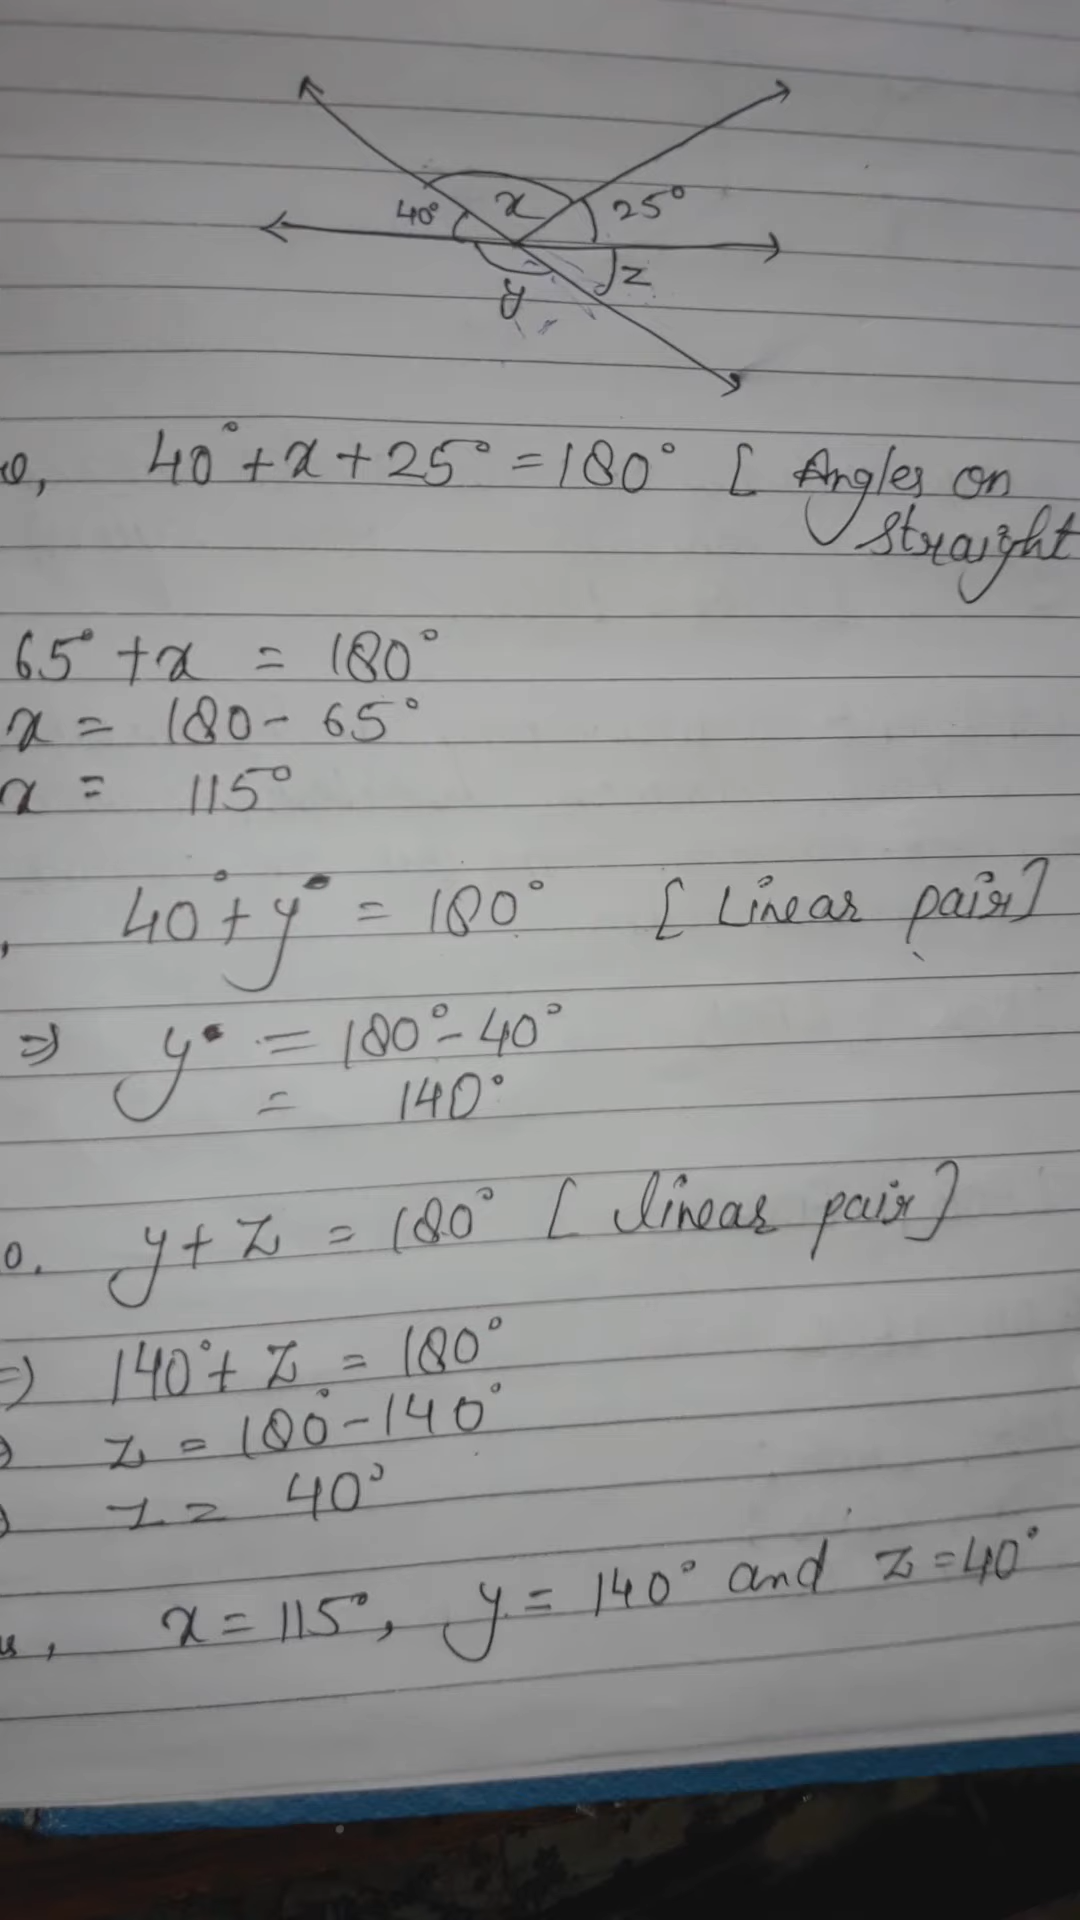 x
40°
25°
z
y
40° + x + 25° = 180° [ Angles on
straight
65° + x = 180°
x = 180 - 65°
x = 115°
, 40° + y = 180° [ Linear pair]
⇒ y = 180° - 40°
= 140°
y + z = 180° [ linear pair]
⇒) 140° + z = 180°
z = 180° - 140°
z = 40°
, x = 115°, y = 140° and z = 40°